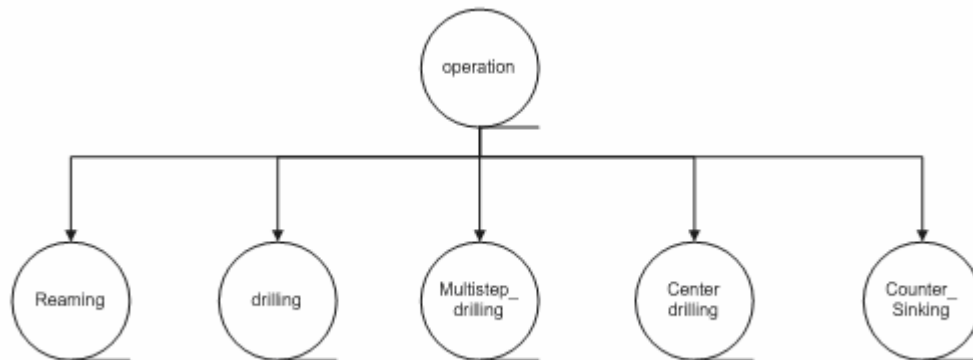 operation
Reaming
drilling
Multistep_
drilling
Center
drilling
Counter_
Sinking